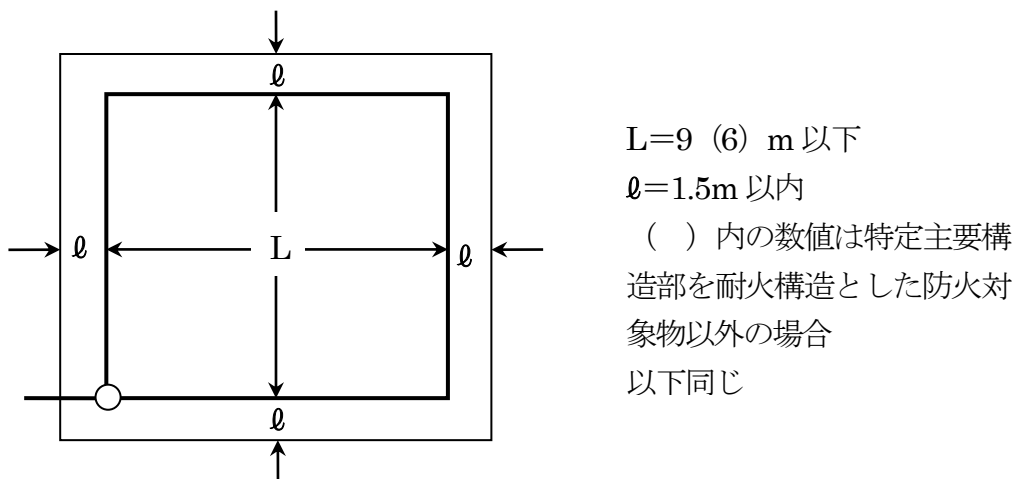 ℓ
ℓ
L
ℓ
ℓ
L=9（6）m 以下
ℓ=1.5m 以内
（　）内の数値は特定主要構
造部を耐火構造とした防火対
象物以外の場合
以下同じ